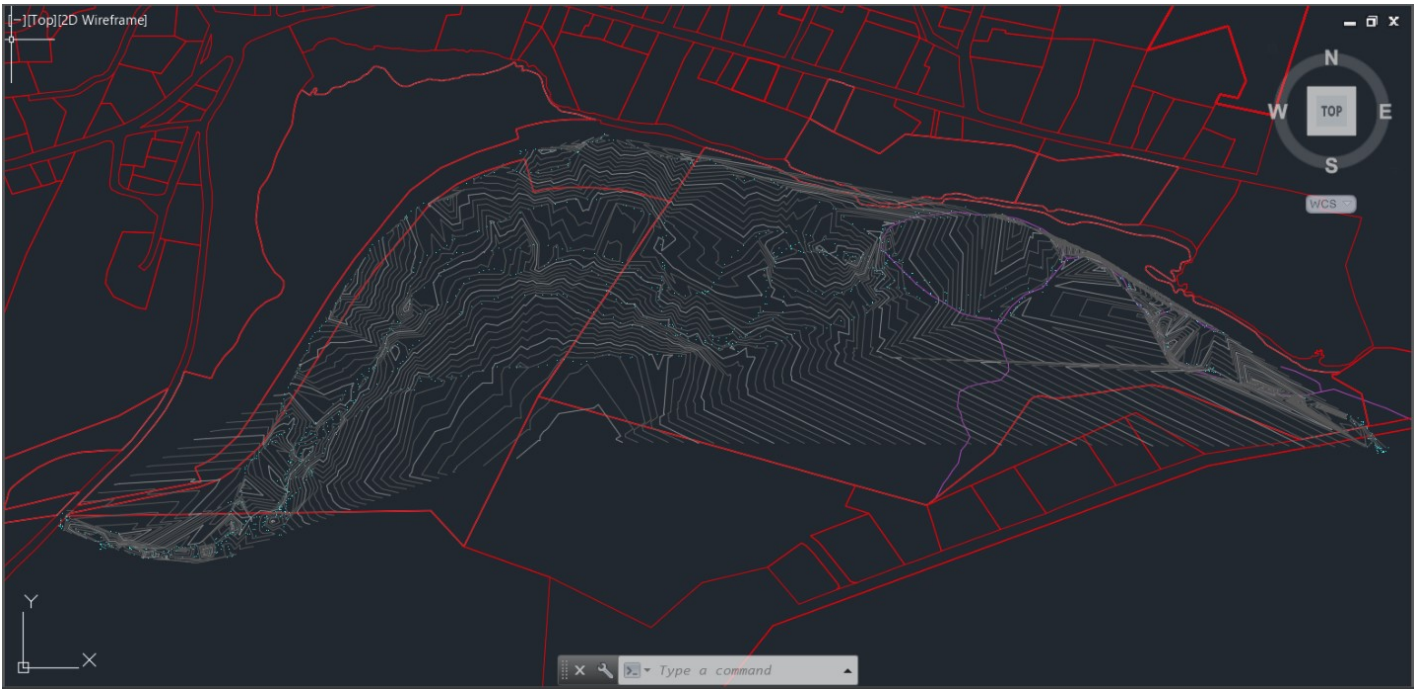 [−][Top][2D Wireframe]
N
W TOP E
S
WCS
Y
X
Type a command